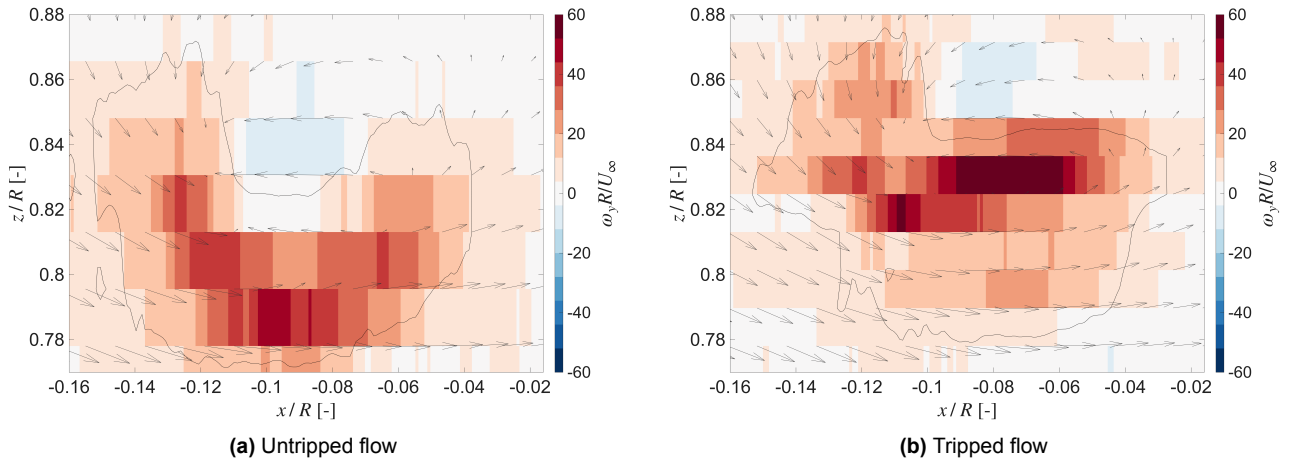 0.88
0.86
0.84
0.82
0.8
0.78
z / R [-]
-0.16 -0.14 -0.12 -0.1 -0.08 -0.06 -0.04 -0.02
x / R [-]
60
40
20
0
-20
-40
-60
ω_y R/U_∞
(a) Untripped flow
0.88
0.86
0.84
0.82
0.8
0.78
z / R [-]
-0.16 -0.14 -0.12 -0.1 -0.08 -0.06 -0.04 -0.02
x / R [-]
60
40
20
0
-20
-40
-60
ω_y R/U_∞
(b) Tripped flow